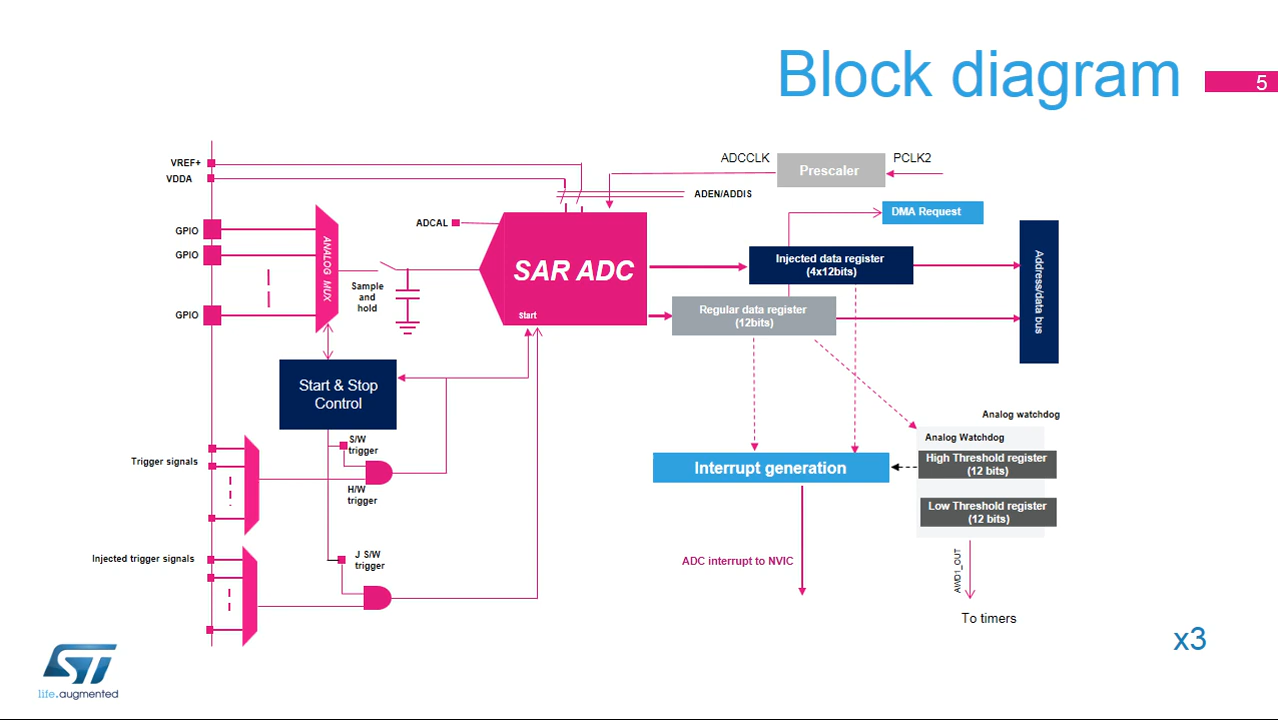 Block diagram
5
VREF+
VDDA
ADCCLK
Prescaler
PCLK2
ADEN/ADDIS
DMA Request
ADCAL
GPIO
GPIO
GPIO
ANALOG MUX
Sample
and
hold
SAR ADC
Start
Injected data register
(4x12bits)
Regular data register
(12bits)
Address/data bus
Start & Stop
Control
Analog watchdog
Analog Watchdog
High Threshold register
(12 bits)
Low Threshold register
(12 bits)
Interrupt generation
S/W
trigger
Trigger signals
H/W
trigger
Injected trigger signals
J S/W
trigger
ADC interrupt to NVIC
AWD1_OUT
To timers
x3
ST
life.augmented